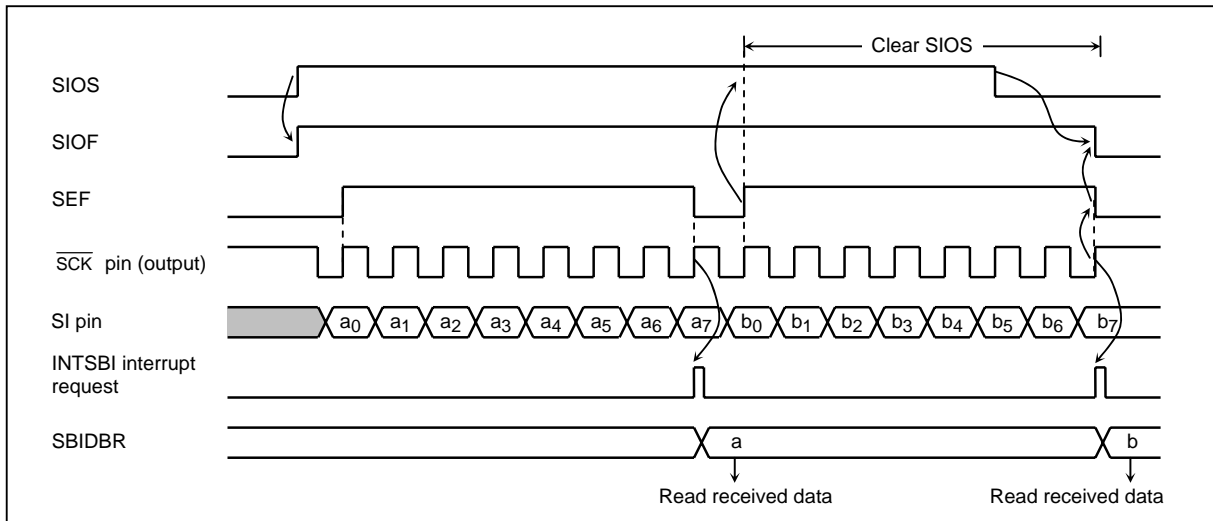 Clear SIOS
SIOS
SIOF
SEF
SCK pin (output)
SI pin
a0 a1 a2 a3 a4 a5 a6 a7 b0 b1 b2 b3 b4 b5 b6 b7
INTSBI interrupt
request
SBIDBR
a b
Read received data Read received data